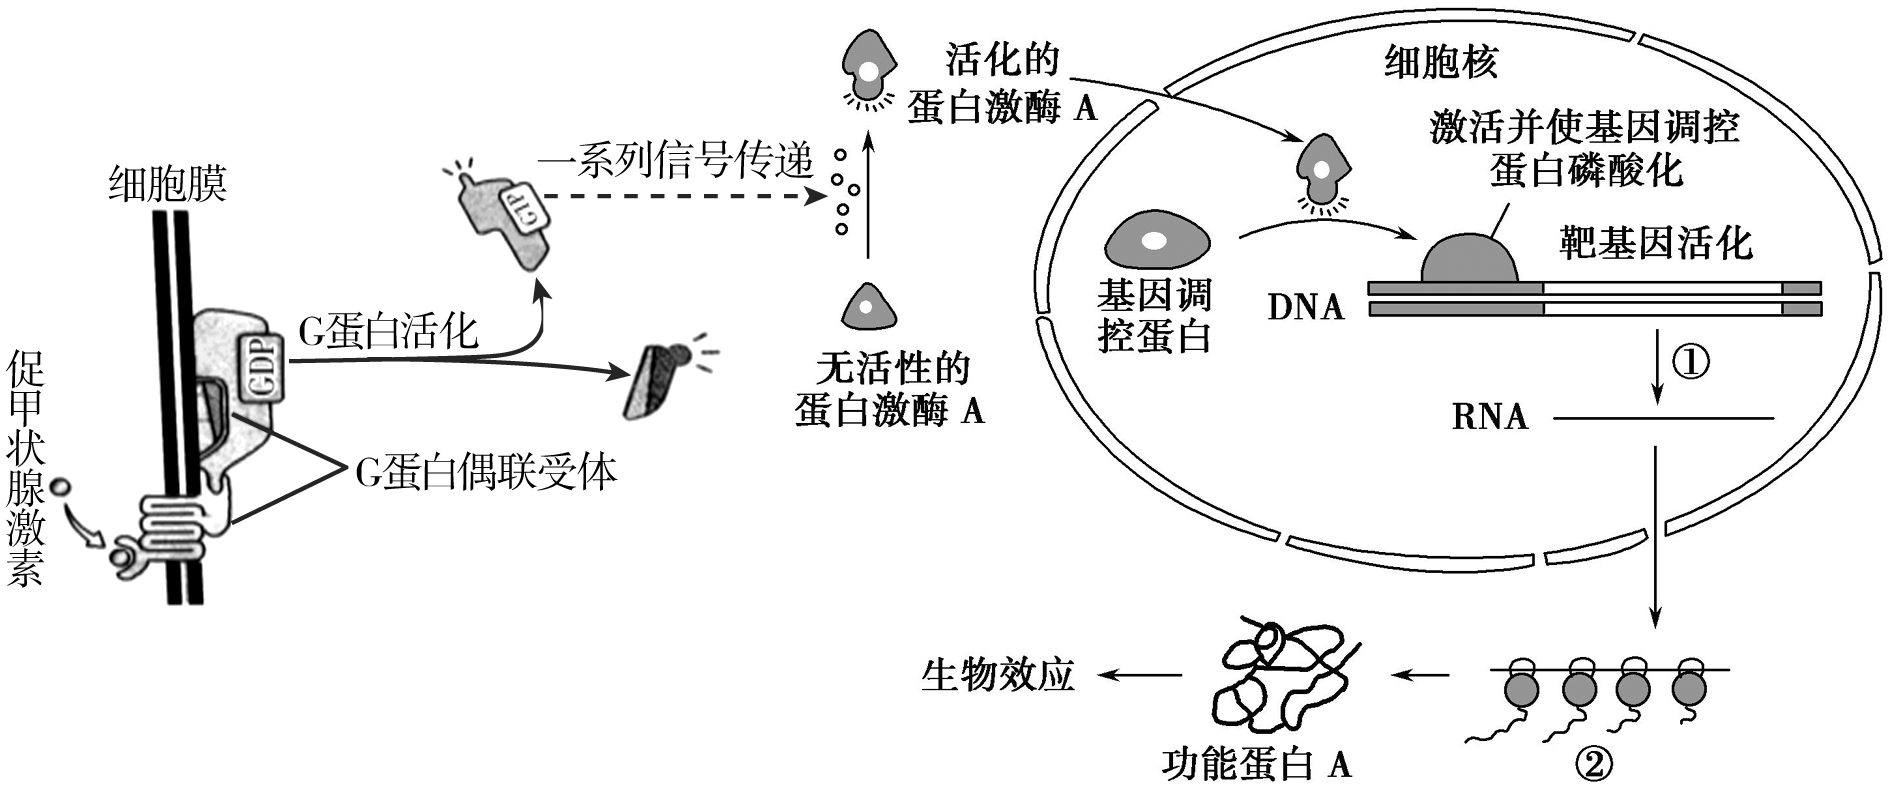 细胞膜
促甲状腺激素
GDP
G蛋白活化
G蛋白偶联受体
GTP
一系列信号传递
活化的
蛋白激酶 A
无活性的
蛋白激酶 A
细胞核
激活并使基因调控
蛋白磷酸化
基因调
控蛋白
靶基因活化
DNA
①
RNA
②
功能蛋白 A
生物效应